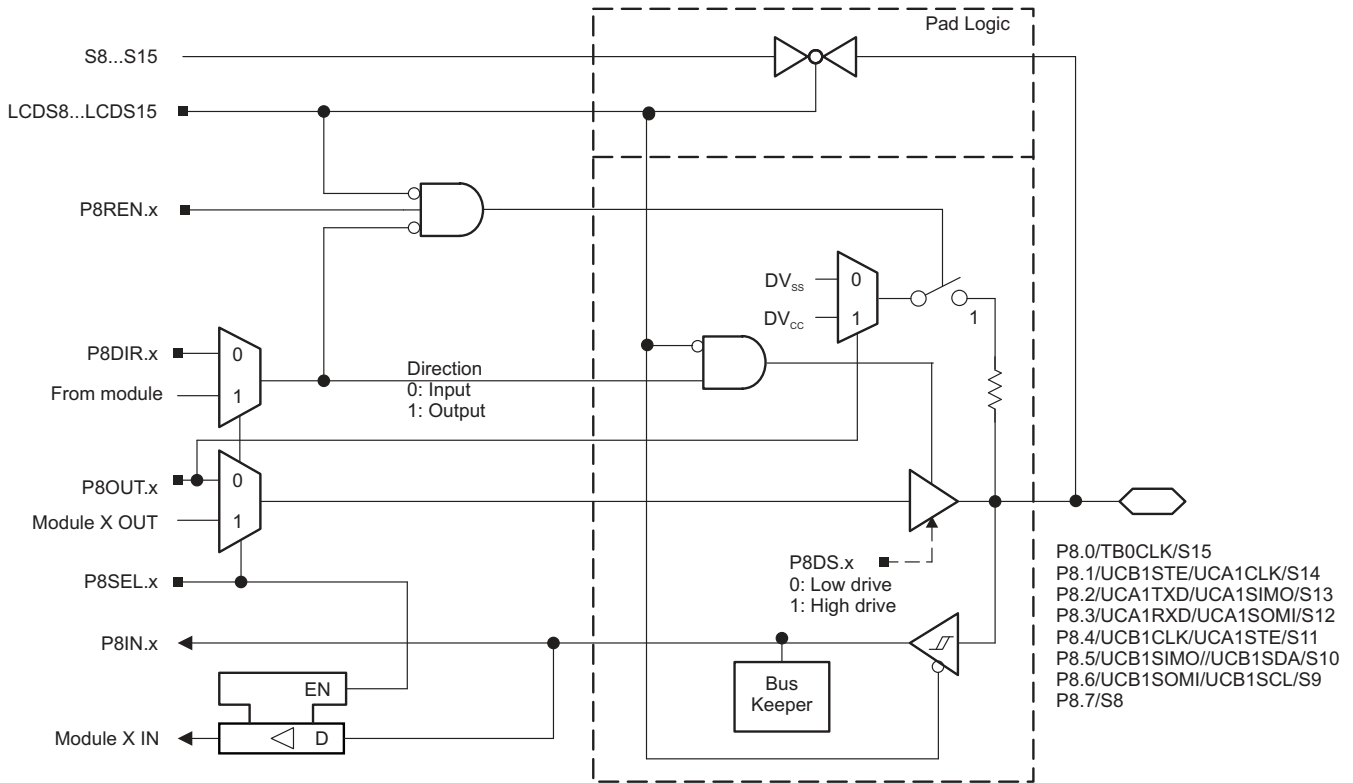 Pad Logic
S8...S15
LCDS8...LCDS15
P8REN.x
DVSS
0
DVCC
1
1
P8DIR.x
0
From module
1
Direction
0: Input
1: Output
P8OUT.x
0
Module X OUT
1
P8DS.x
0: Low drive
1: High drive
P8SEL.x
P8IN.x
Bus
Keeper
EN
Module X IN
D
P8.0/TB0CLK/S15
P8.1/UCB1STE/UCA1CLK/S14
P8.2/UCA1TXD/UCA1SIMO/S13
P8.3/UCA1RXD/UCA1SOMI/S12
P8.4/UCB1CLK/UCA1STE/S11
P8.5/UCB1SIMO//UCB1SDA/S10
P8.6/UCB1SOMI/UCB1SCL/S9
P8.7/S8